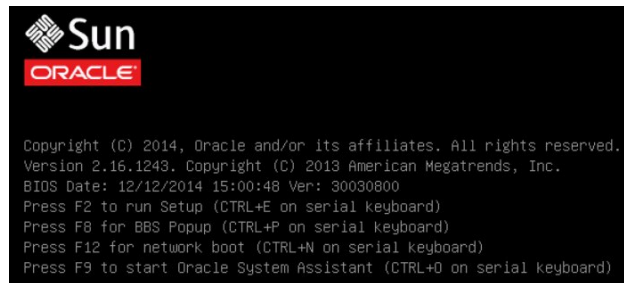 Sun
ORACLE
Copyright (C) 2014, Oracle and/or its affiliates. All rights reserved.
Version 2.16.1243. Copyright (C) 2013 American Megatrends, Inc.
BIOS Date: 12/12/2014 15:00:48 Ver: 30030800
Press F2 to run Setup (CTRL+E on serial keyboard)
Press F8 for BBS Popup (CTRL+P on serial keyboard)
Press F12 for network boot (CTRL+N on serial keyboard)
Press F9 to start Oracle System Assistant (CTRL+O on serial keyboard)